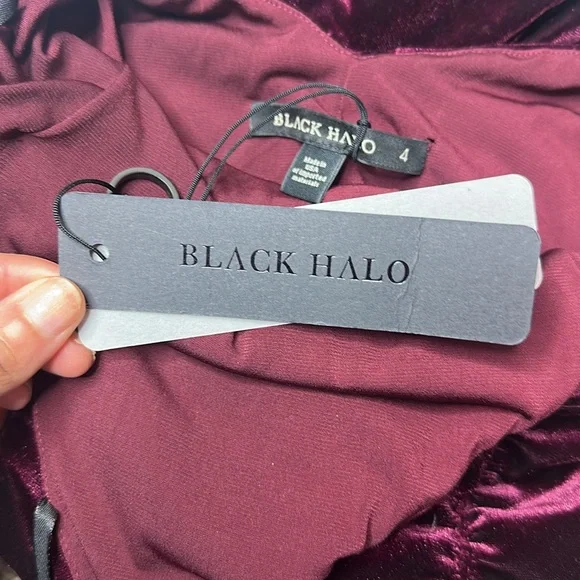 BLACK HALO 4
Made in
USA
of imported
materials
BLACK HALO